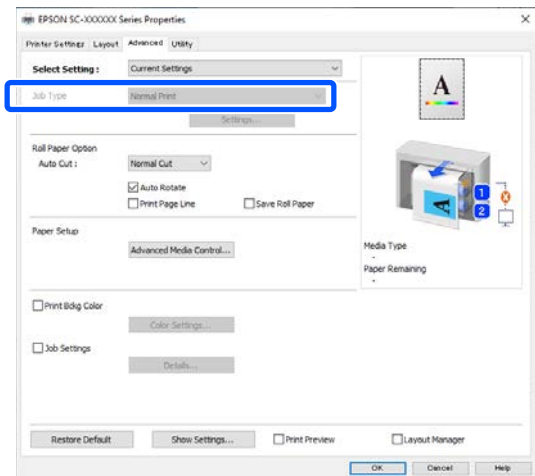 EPSON SC-XXXXXX Series Properties
Printer Settings Layout Advanced Utility
Select Setting : Current Settings
Job Type Normal Print
Settings...
Roll Paper Option
Auto Cut : Normal Cut
Auto Rotate
Print Page Line Save Roll Paper
Paper Setup
Advanced Media Control...
Print Bckg Color
Color Settings...
Job Settings
Details...
A
A
1
2
Media Type
-
Paper Remaining
-
Restore Default Show Settings... Print Preview Layout Manager
OK Cancel Help